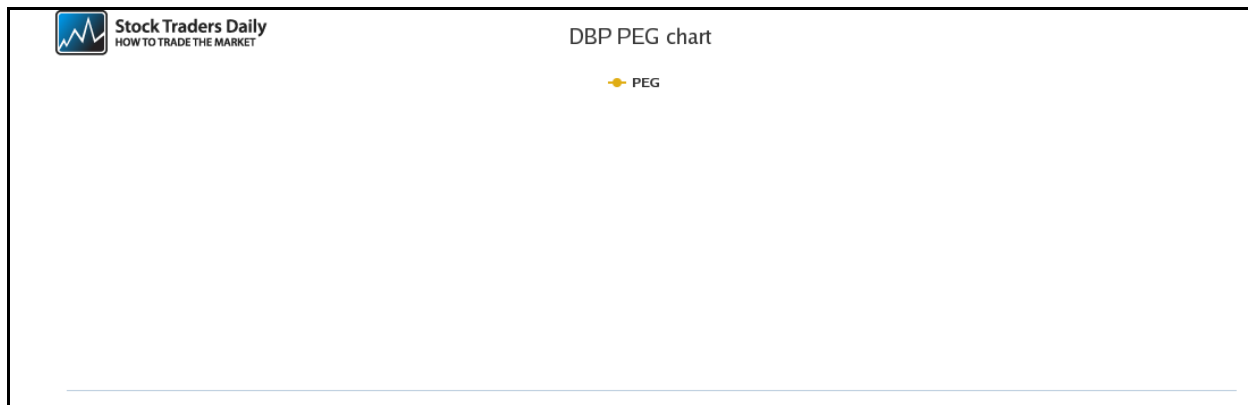 Stock Traders Daily
HOW TO TRADE THE MARKET
DBP PEG chart
PEG